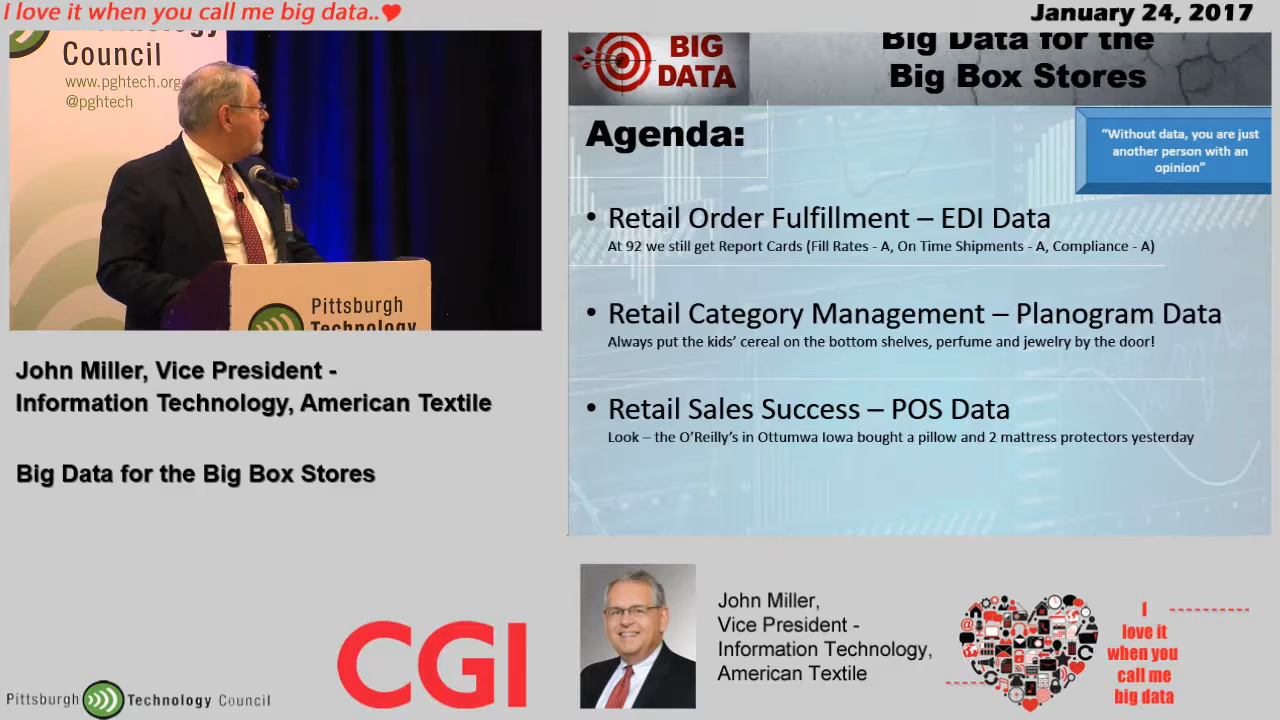 I love it when you call me big data..
January 24, 2017
Technology
Council
www.pghtech.org
@pghtech
Pittsburgh
Technology
BIG
DATA
Big Data for the
Big Box Stores
Agenda:
“Without data, you are just
another person with an
opinion”
• Retail Order Fulfillment – EDI Data
At 92 we still get Report Cards (Fill Rates - A, On Time Shipments - A, Compliance - A)
• Retail Category Management – Planogram Data
Always put the kids’ cereal on the bottom shelves, perfume and jewelry by the door!
• Retail Sales Success – POS Data
Look – the O’Reilly’s in Ottumwa Iowa bought a pillow and 2 mattress protectors yesterday
John Miller, Vice President -
Information Technology, American Textile
Big Data for the Big Box Stores
Pittsburgh Technology Council
CGI
John Miller,
Vice President -
Information Technology,
American Textile
I
love it
when you
call me
big data